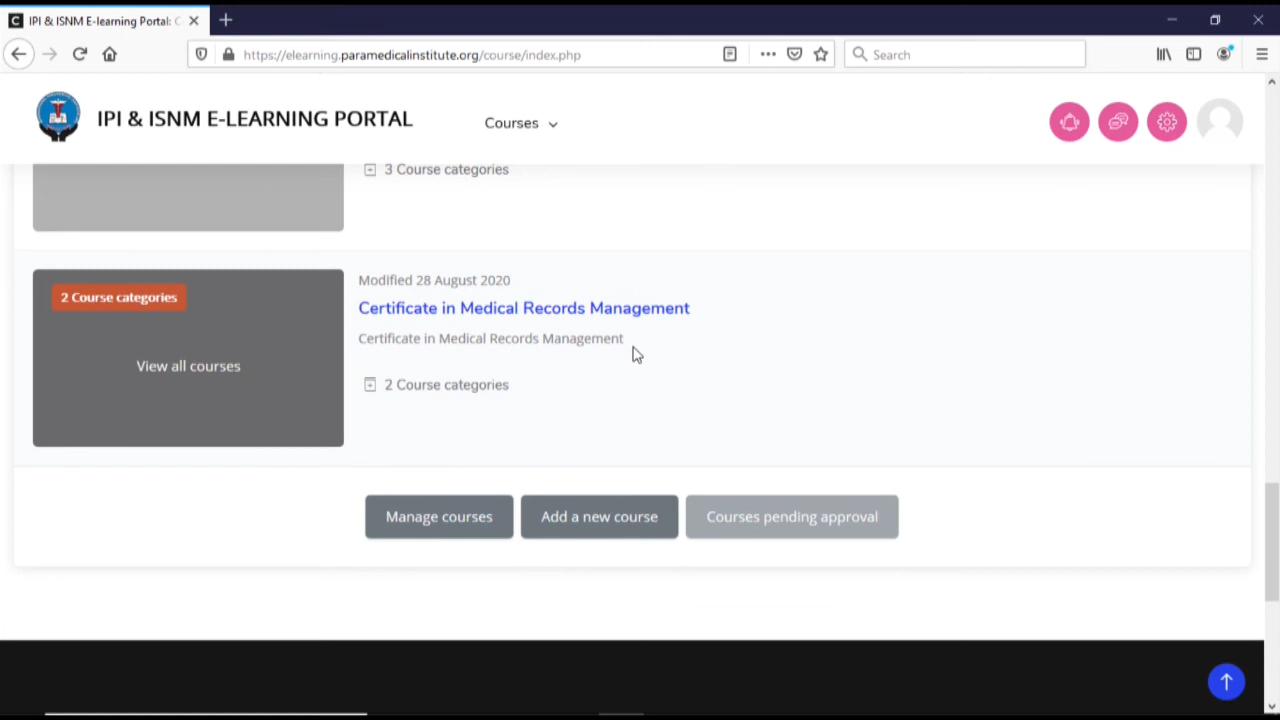 IPI & ISNM E-learning Portal: C
https://elearning.paramedicalinstitute.org/course/index.php
Search
IPI & ISNM E-LEARNING PORTAL
Courses
3 Course categories
2 Course categories
View all courses
Modified 28 August 2020
Certificate in Medical Records Management
Certificate in Medical Records Management
2 Course categories
Manage courses
Add a new course
Courses pending approval